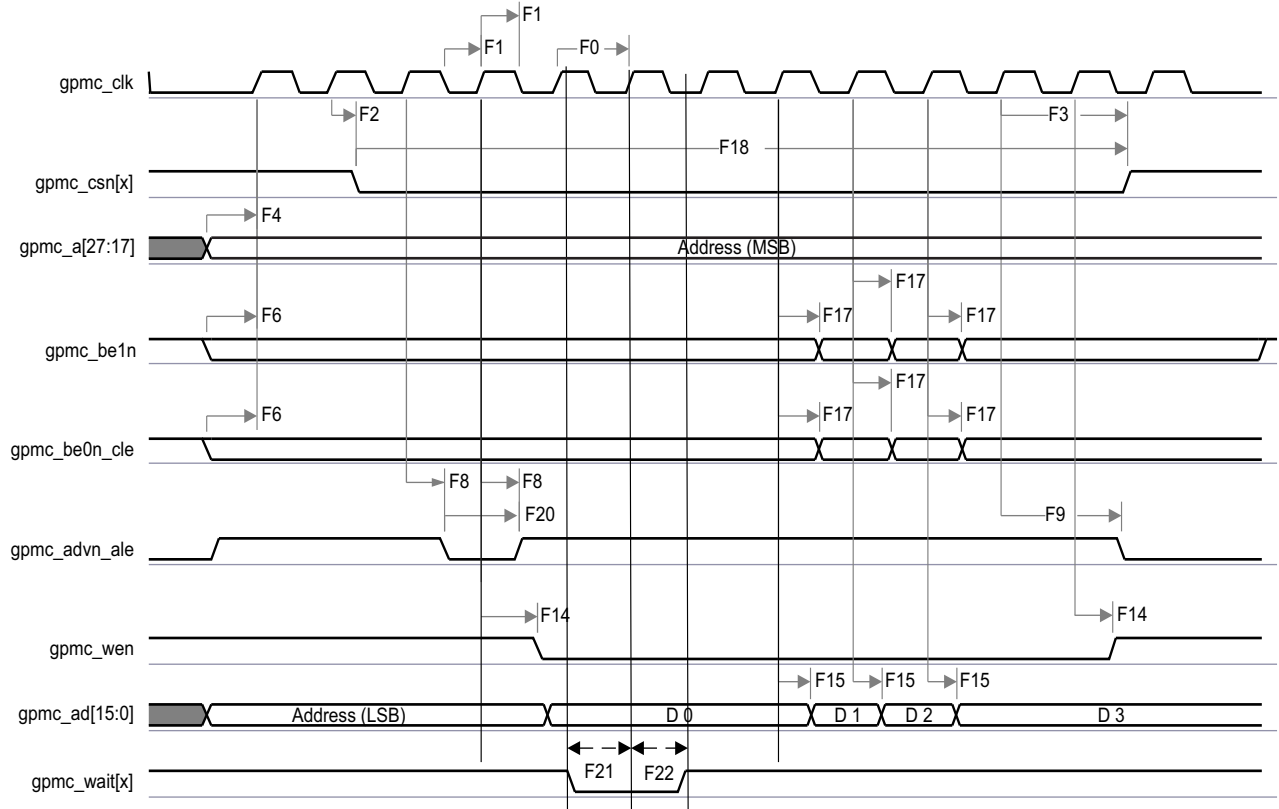 F1
F1 F0
gpmc_clk
F2 F3
F18
gpmc_csn[x]
F4
gpmc_a[27:17] Address (MSB)
F17
F6 F17 F17
gpmc_be1n
F17
F6 F17 F17
gpmc_be0n_cle
F8 F8
F20 F9
gpmc_advn_ale
F14 F14
gpmc_wen
F15 F15 F15
gpmc_ad[15:0] Address (LSB) D 0 D 1 D 2 D 3
F21 F22
gpmc_wait[x]